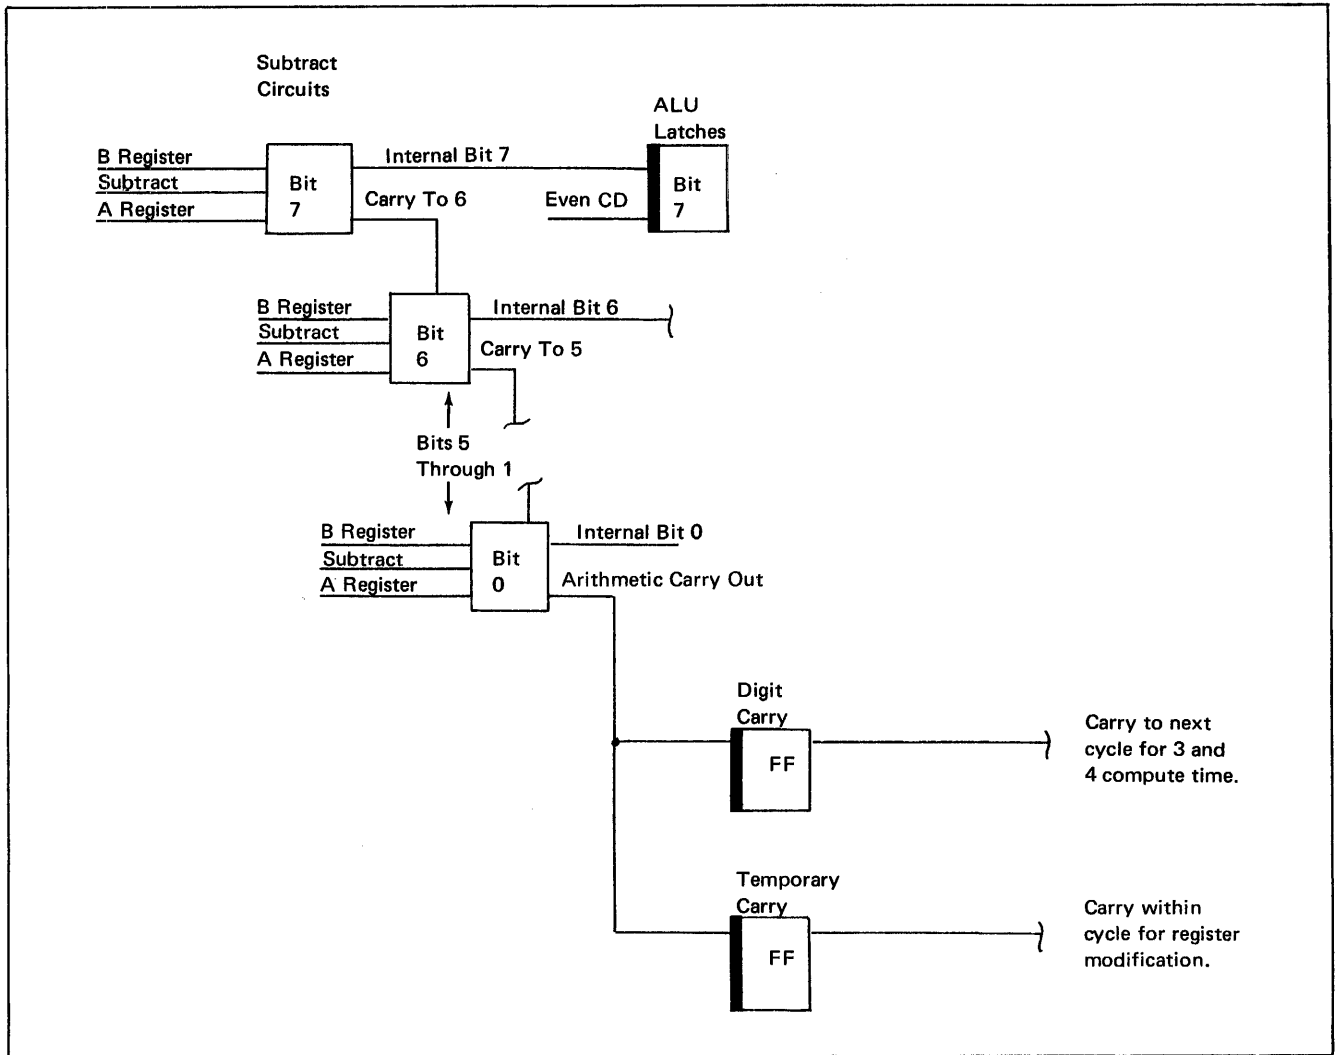 Subtract
Circuits
ALU
Latches
B Register
Subtract
A Register
Bit
7
Internal Bit 7
Carry To 6
Even CD
Bit
7
B Register
Subtract
A Register
Bit
6
Internal Bit 6
Carry To 5
Bits 5
Through 1
B Register
Subtract
A Register
Bit
0
Internal Bit 0
Arithmetic Carry Out
Digit
Carry
FF
Carry to next
cycle for 3 and
4 compute time.
Temporary
Carry
FF
Carry within
cycle for register
modification.